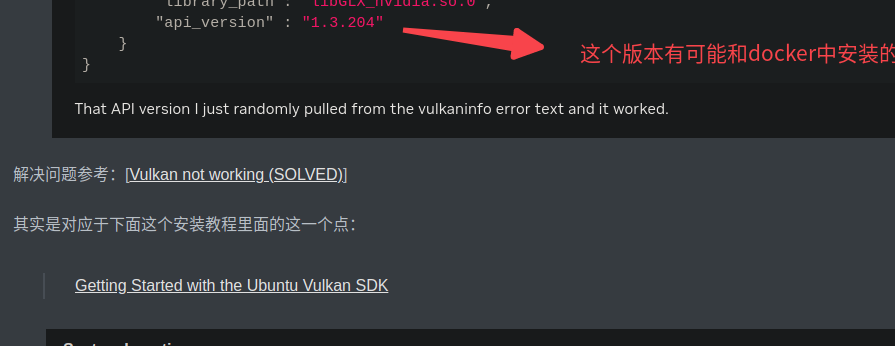 "libGLX_nvidia.so.0",
"api_version" : "1.3.204"
}
}
这个版本有可能和docker中安装的
That API version I just randomly pulled from the vulkaninfo error text and it worked.
解决问题参考：[Vulkan not working (SOLVED)]
其实是对应于下面这个安装教程里面的这一个点：
Getting Started with the Ubuntu Vulkan SDK